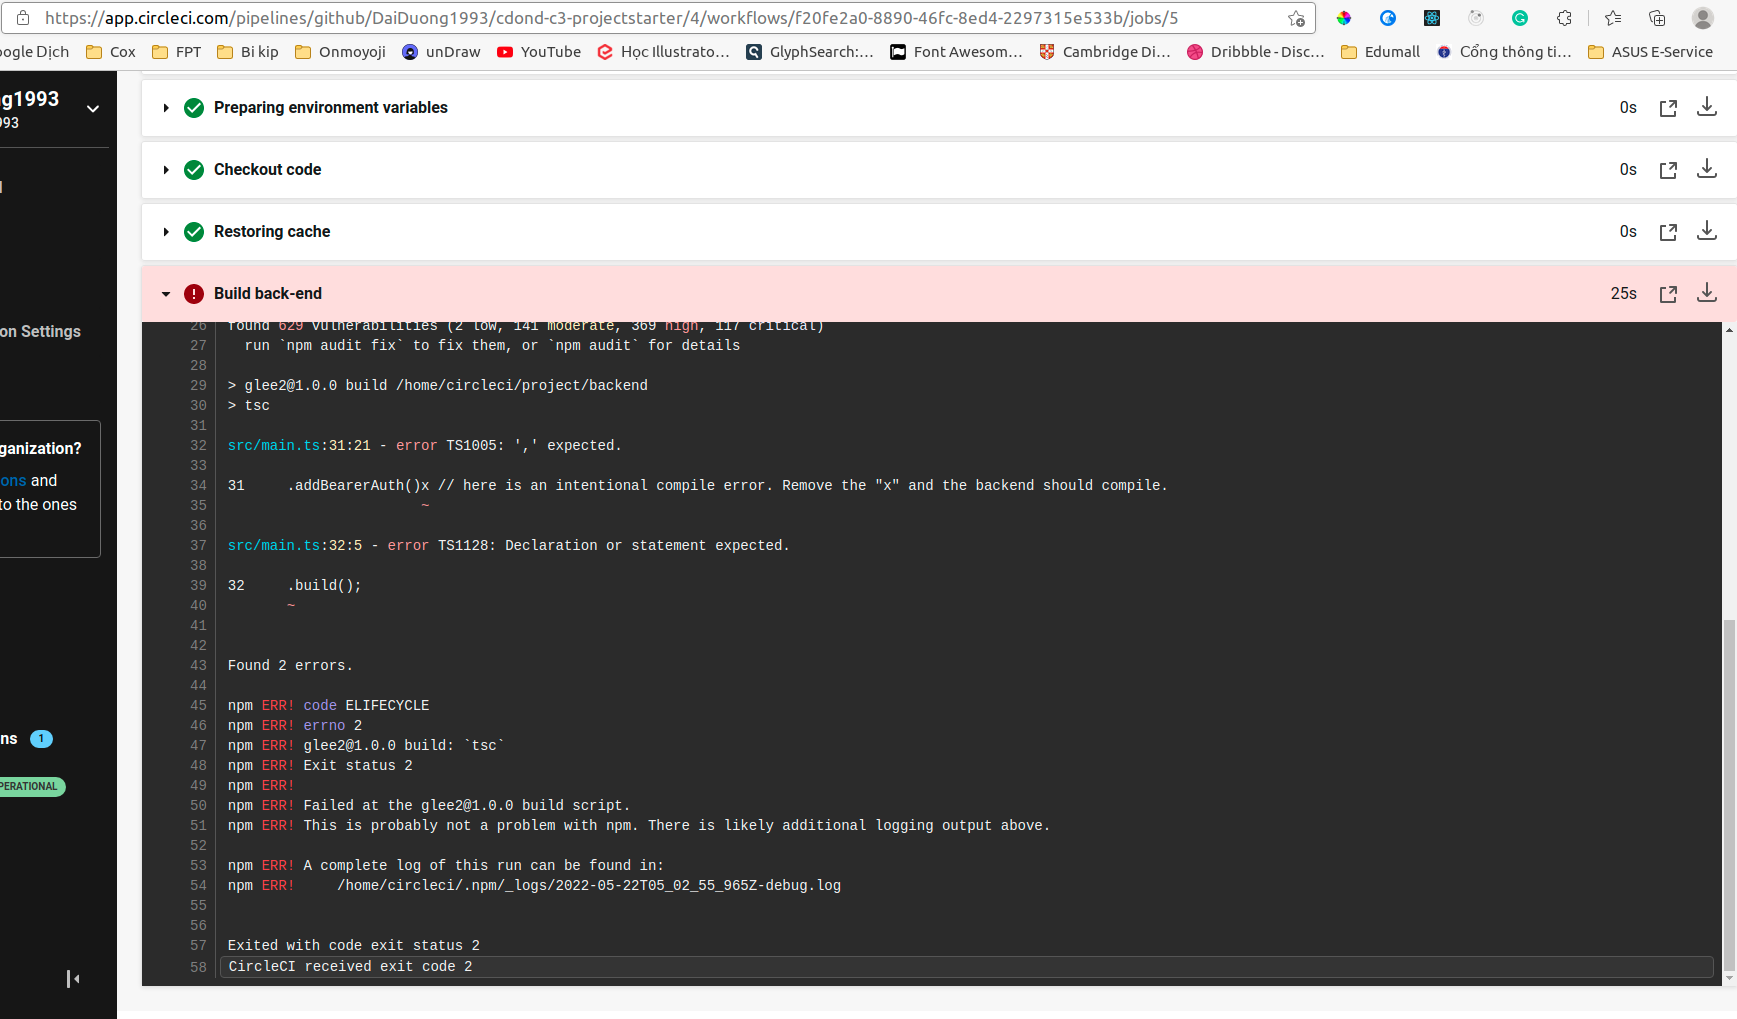 https://app.circleci.com/pipelines/github/DaiDuong1993/cdond-c3-projectstarter/4/workflows/f20fe2a0-8890-46fc-8ed4-2297315e533b/jobs/5
oogle Dịch Cox FPT Bi kip Onmoyoji unDraw YouTube Học Illustrato... GlyphSearch:... Font Awesom... Cambridge Di... Dribbble - Disc... Edumall Cổng thông ti... ASUS E-Service
g1993
993
on Settings
ganization?
ons and
to the ones
ns 1
PERATIONAL
Preparing environment variables 0s
Checkout code 0s
Restoring cache 0s
Build back-end 25s
26 found 629 vulnerabilities (2 low, 141 moderate, 369 high, 117 critical)
27 run `npm audit fix` to fix them, or `npm audit` for details
28
29 > glee2@1.0.0 build /home/circleci/project/backend
30 > tsc
31
32 src/main.ts:31:21 - error TS1005: ',' expected.
33
34 31 .addBearerAuth()x // here is an intentional compile error. Remove the "x" and the backend should compile.
35 ~
36
37 src/main.ts:32:5 - error TS1128: Declaration or statement expected.
38
39 32 .build();
40 ~
41
42
43 Found 2 errors.
44
45 npm ERR! code ELIFECYCLE
46 npm ERR! errno 2
47 npm ERR! glee2@1.0.0 build: `tsc`
48 npm ERR! Exit status 2
49 npm ERR!
50 npm ERR! Failed at the glee2@1.0.0 build script.
51 npm ERR! This is probably not a problem with npm. There is likely additional logging output above.
52
53 npm ERR! A complete log of this run can be found in:
54 npm ERR! /home/circleci/.npm/_logs/2022-05-22T05_02_55_965Z-debug.log
55
56
57 Exited with code exit status 2
58 CircleCI received exit code 2